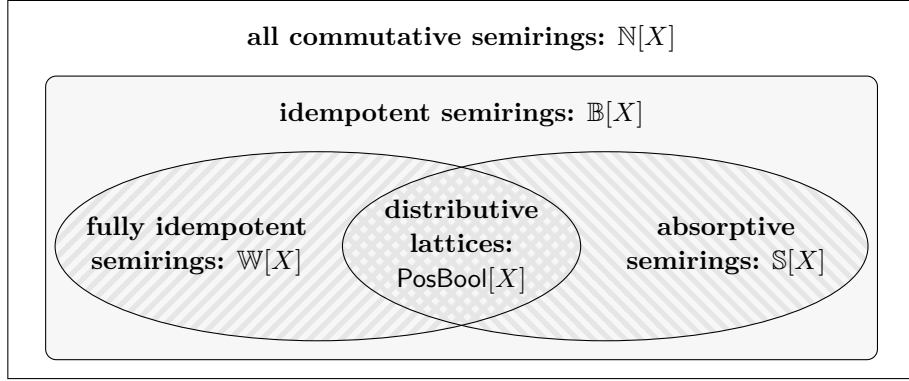 all commutative semirings: ℕ[X]
idempotent semirings: 𝔹[X]
fully idempotent
semirings: 𝕎[X]
distributive
lattices:
PosBool[X]
absorptive
semirings: 𝕊[X]